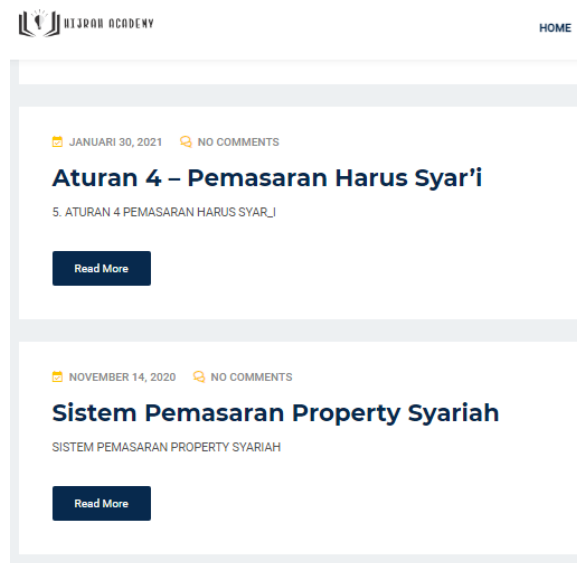 HIJRAH ACADEMY
HOME
JANUARI 30, 2021 NO COMMENTS
Aturan 4 – Pemasaran Harus Syar’i
5. ATURAN 4 PEMASARAN HARUS SYAR_I
Read More
NOVEMBER 14, 2020 NO COMMENTS
Sistem Pemasaran Property Syariah
SISTEM PEMASARAN PROPERTY SYARIAH
Read More